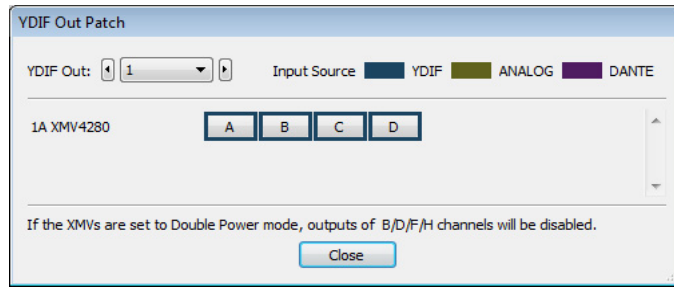 YDIF Out Patch
YDIF Out: 1 Input Source YDIF ANALOG DANTE
1A XMV4280 A B C D
If the XMVs are set to Double Power mode, outputs of B/D/F/H channels will be disabled.
Close